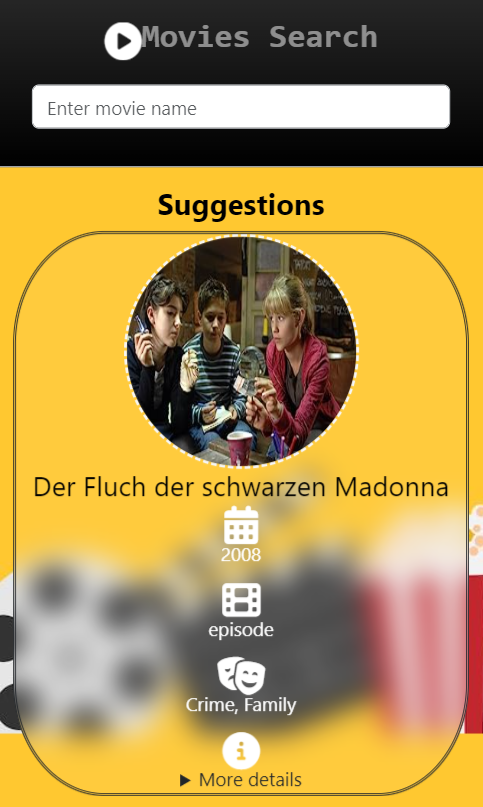 Movies Search
Enter movie name
Suggestions
Der Fluch der schwarzen Madonna
2008
episode
Crime, Family
More details